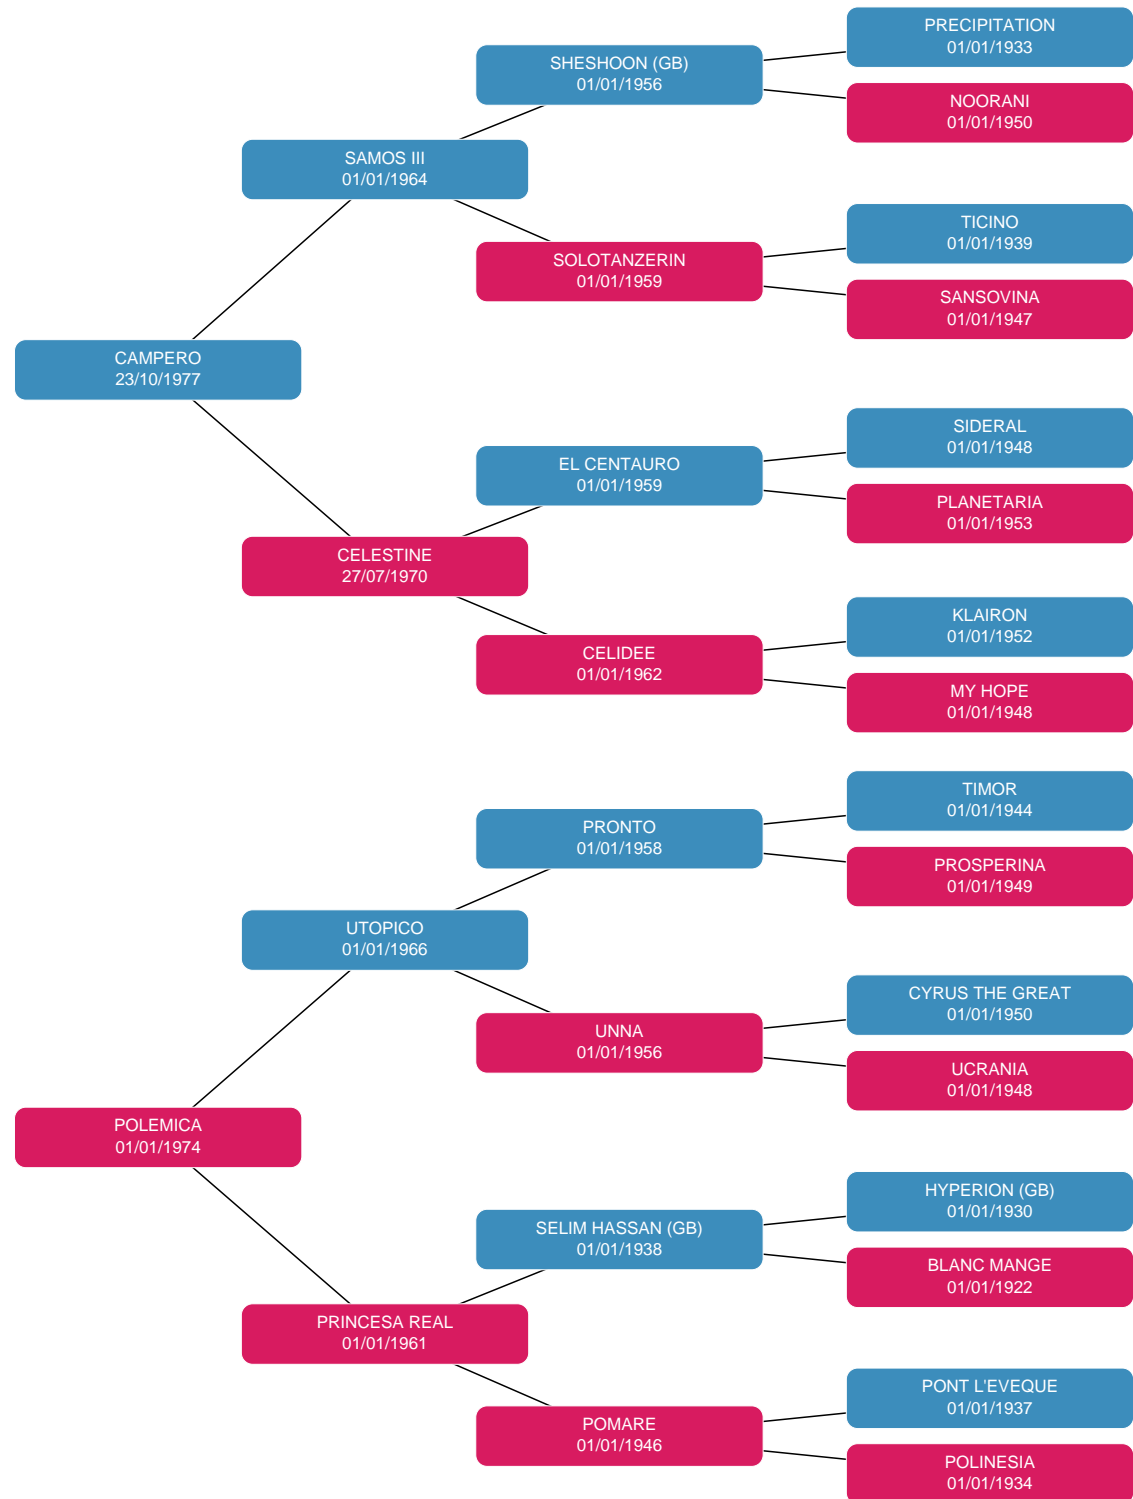 PRECIPITATION
01/01/1933
SHESHOON (GB)
01/01/1956
NOORANI
01/01/1950
SAMOS III
01/01/1964
TICINO
01/01/1939
SOLOTANZERIN
01/01/1959
SANSOVINA
01/01/1947
CAMPERO
23/10/1977
SIDERAL
01/01/1948
EL CENTAURO
01/01/1959
PLANETARIA
01/01/1953
CELESTINE
27/07/1970
KLAIRON
01/01/1952
CELIDEE
01/01/1962
MY HOPE
01/01/1948
TIMOR
01/01/1944
PRONTO
01/01/1958
PROSPERINA
01/01/1949
UTOPICO
01/01/1966
CYRUS THE GREAT
01/01/1950
UNNA
01/01/1956
UCRANIA
01/01/1948
POLEMICA
01/01/1974
HYPERION (GB)
01/01/1930
SELIM HASSAN (GB)
01/01/1938
BLANC MANGE
01/01/1922
PRINCESA REAL
01/01/1961
PONT L'EVEQUE
01/01/1937
POMARE
01/01/1946
POLINESIA
01/01/1934